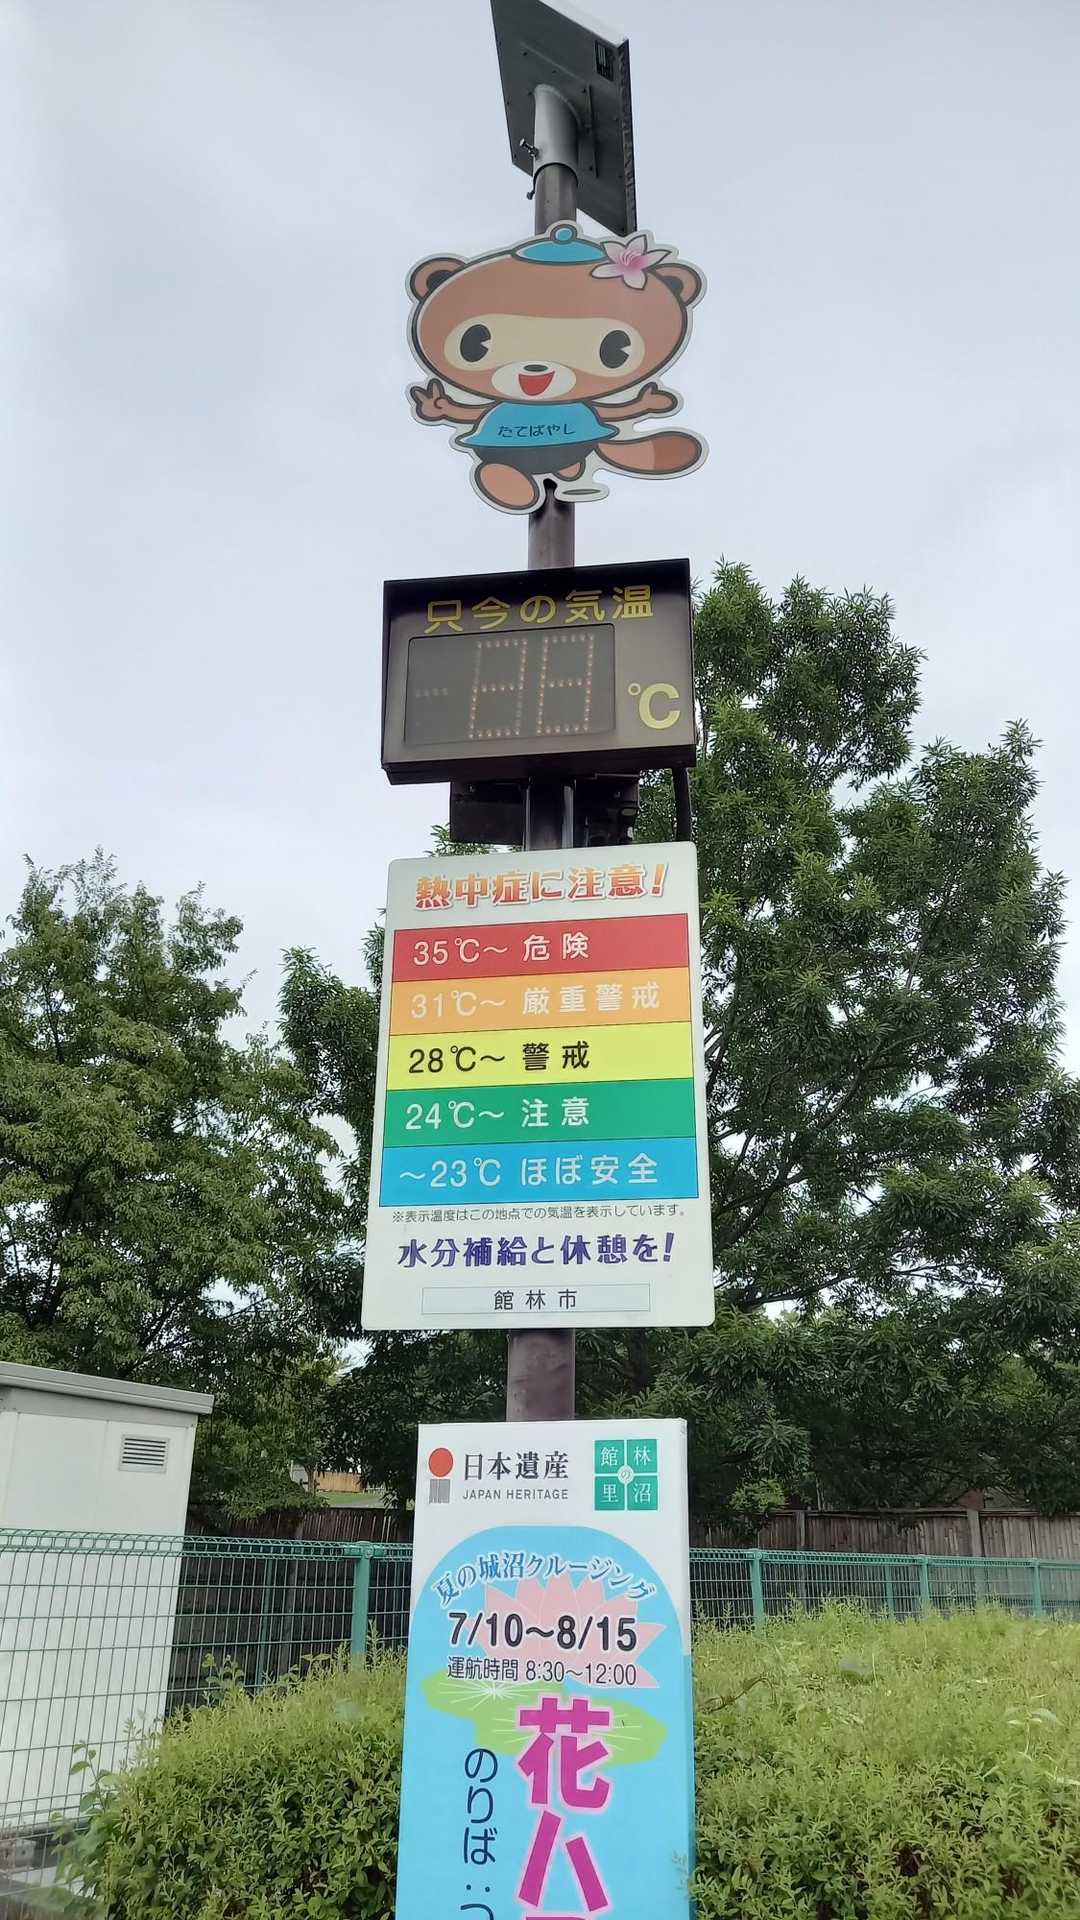 たてばやし
只今の気温
℃
熱中症に注意!
35℃～ 危険
31℃～ 厳重警戒
28℃～ 警戒
24℃～ 注意
～23℃ ほぼ安全
※表示温度はこの地点での気温を表示しています。
水分補給と休憩を!
館林市
日本遺産
JAPAN HERITAGE
館林の里沼
夏の城沼クルージング
7/10～8/15
運航時間 8:30～12:00
花ハ
のりば:つ